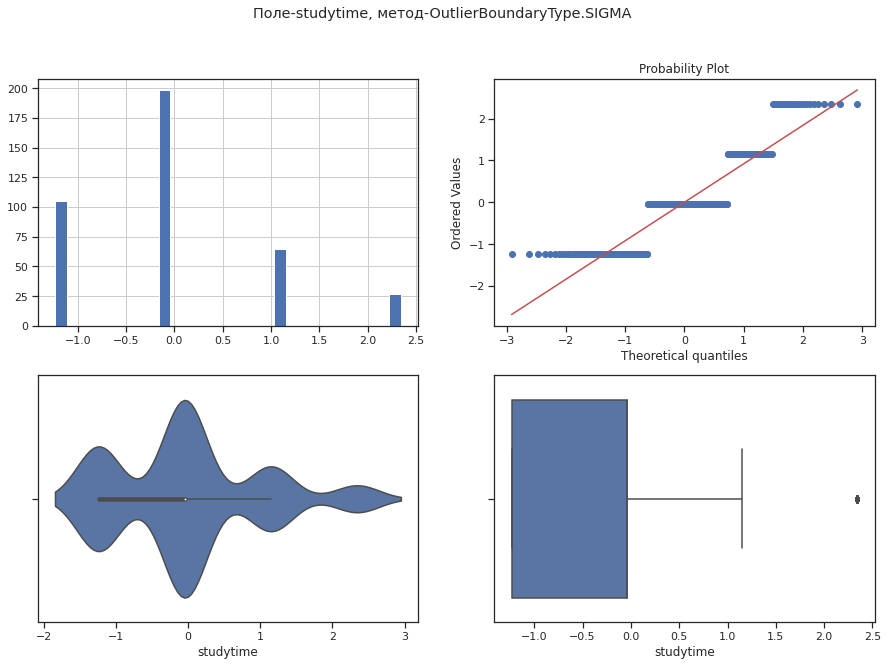 Поле-studytime, метод-OutlierBoundaryType.SIGMA
200
175
150
125
100
75
50
25
0
−1.0 −0.5 0.0 0.5 1.0 1.5 2.0 2.5
Probability Plot
Ordered Values
2
1
0
−1
−2
−3 −2 −1 0 1 2 3
Theoretical quantiles
−2 −1 0 1 2 3
studytime
−1.0 −0.5 0.0 0.5 1.0 1.5 2.0 2.5
studytime